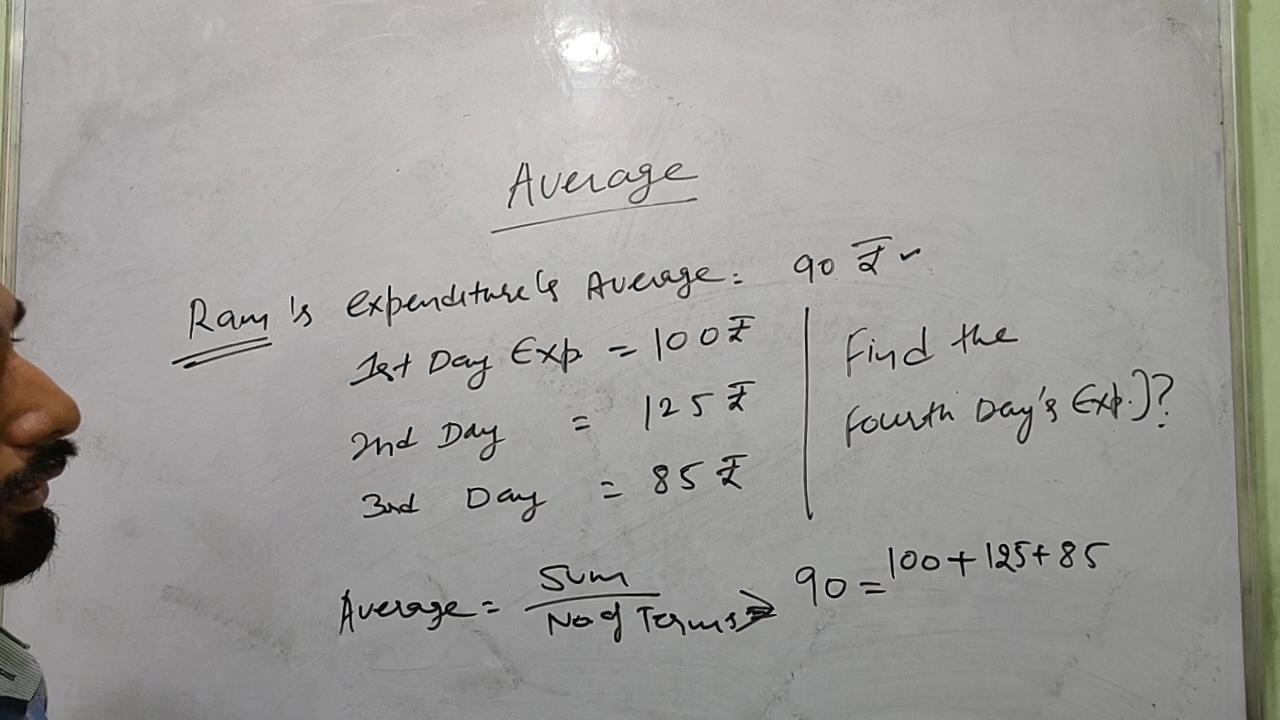 Average
Ram's expenditure's Average = 90 ₹ ✓
1st Day Exp = 100 ₹
2nd Day = 125 ₹
3rd Day = 85 ₹
Find the
fourth Day's Exp.]?
Average = Sum / No of Terms ⇒ 90 = 100 + 125 + 85